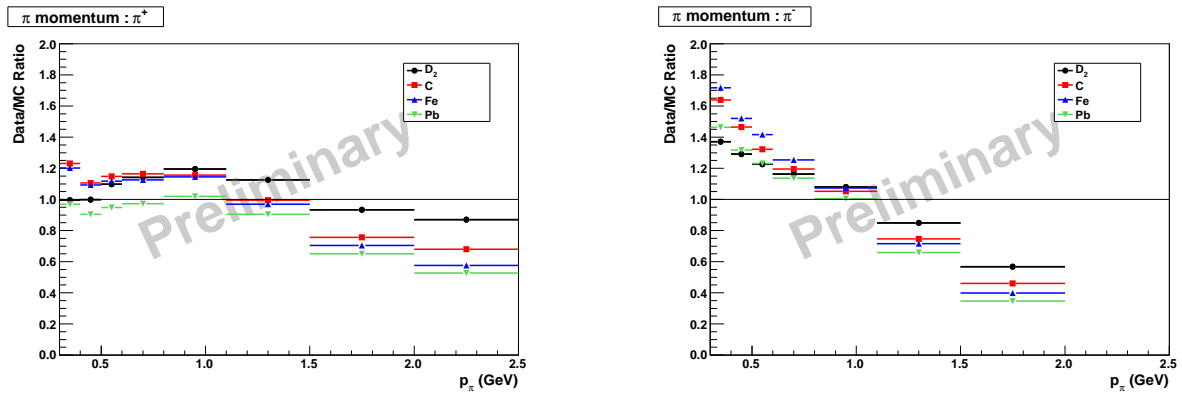 π momentum : π⁺
Data/MC Ratio
2.0
1.8
1.6
1.4
1.2
1.0
0.8
0.6
0.4
0.2
0.0
D₂
C
Fe
Pb
Preliminary
0.5
1.0
1.5
2.0
2.5
p_π (GeV)
π momentum : π⁻
Data/MC Ratio
2.0
1.8
1.6
1.4
1.2
1.0
0.8
0.6
0.4
0.2
0.0
D₂
C
Fe
Pb
Preliminary
0.5
1.0
1.5
2.0
2.5
p_π (GeV)